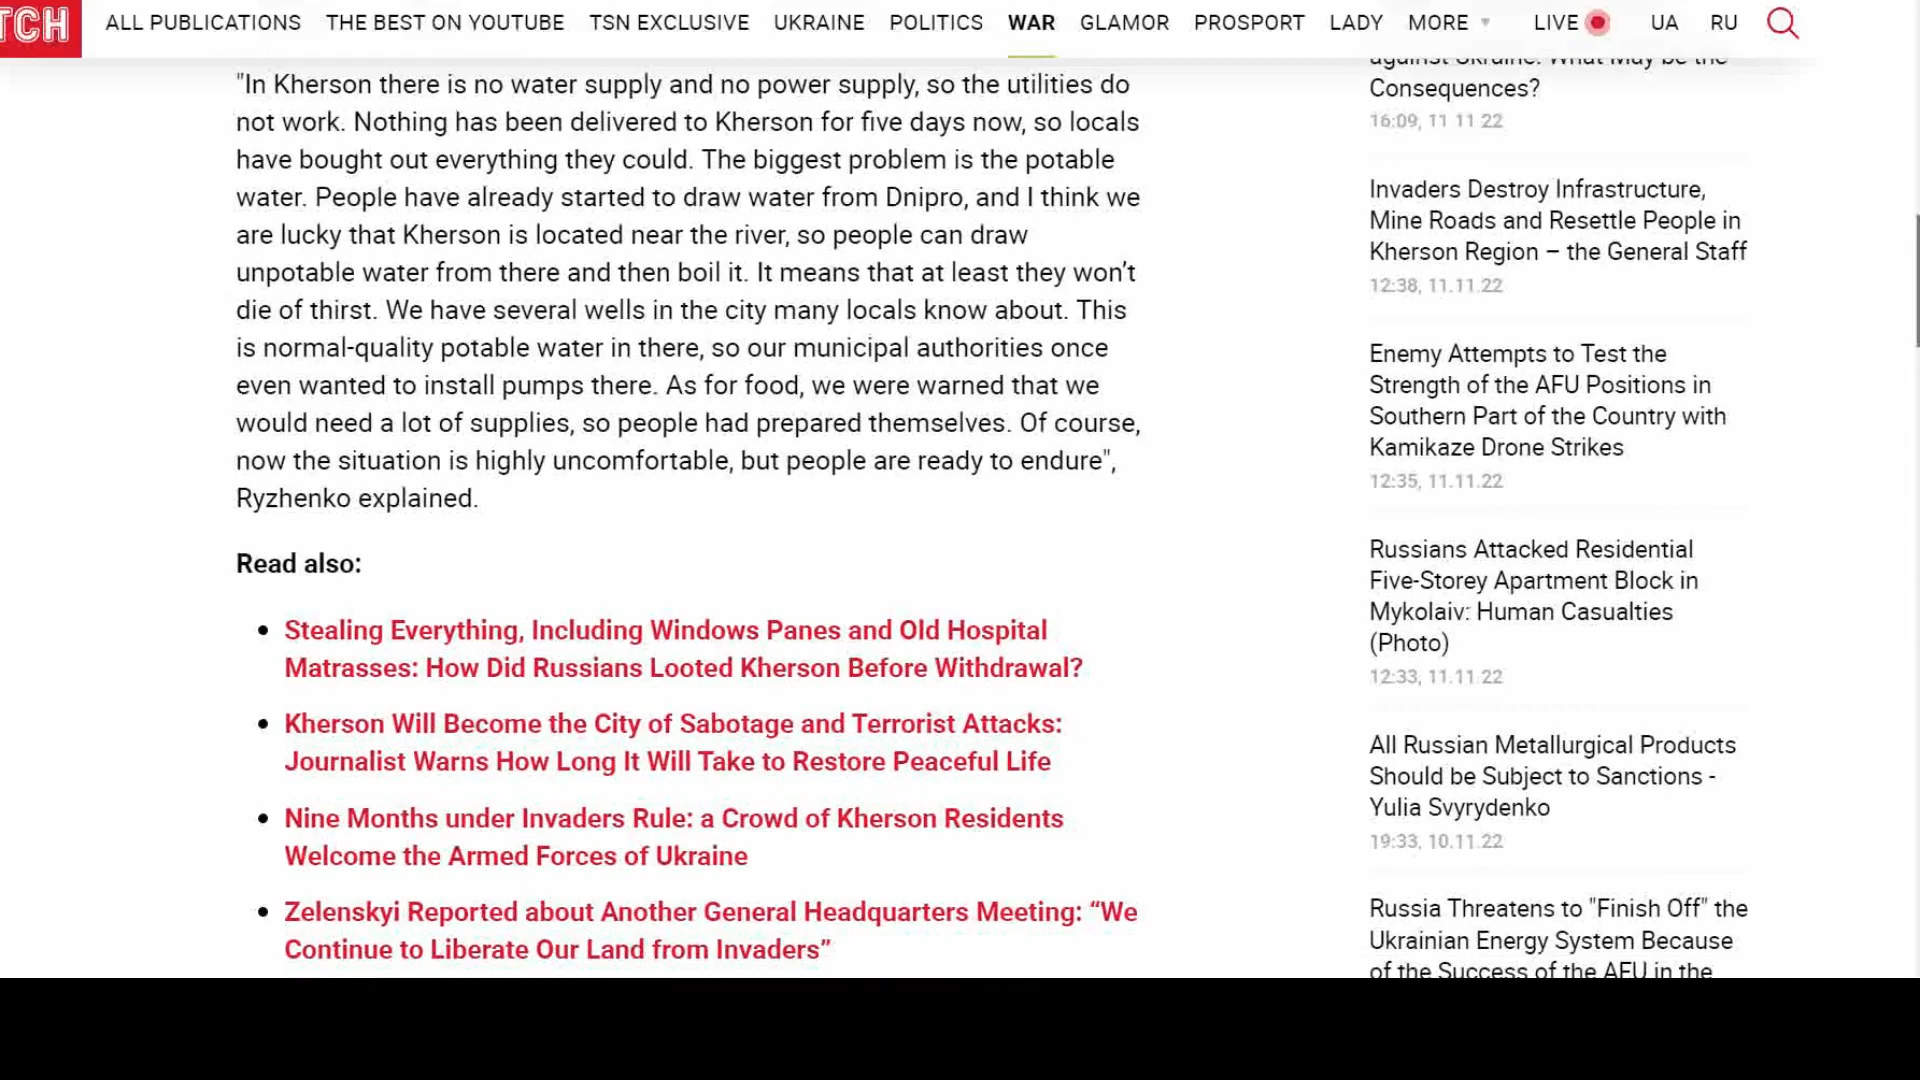 TCH
ALL PUBLICATIONS THE BEST ON YOUTUBE TSN EXCLUSIVE UKRAINE POLITICS WAR GLAMOR PROSPORT LADY MORE LIVE UA RU
"In Kherson there is no water supply and no power supply, so the utilities do
not work. Nothing has been delivered to Kherson for five days now, so locals
have bought out everything they could. The biggest problem is the potable
water. People have already started to draw water from Dnipro, and I think we
are lucky that Kherson is located near the river, so people can draw
unpotable water from there and then boil it. It means that at least they won’t
die of thirst. We have several wells in the city many locals know about. This
is normal-quality potable water in there, so our municipal authorities once
even wanted to install pumps there. As for food, we were warned that we
would need a lot of supplies, so people had prepared themselves. Of course,
now the situation is highly uncomfortable, but people are ready to endure",
Ryzhenko explained.
Read also:
Stealing Everything, Including Windows Panes and Old Hospital
Matrasses: How Did Russians Looted Kherson Before Withdrawal?
Kherson Will Become the City of Sabotage and Terrorist Attacks:
Journalist Warns How Long It Will Take to Restore Peaceful Life
Nine Months under Invaders Rule: a Crowd of Kherson Residents
Welcome the Armed Forces of Ukraine
Zelenskyi Reported about Another General Headquarters Meeting: “We
Continue to Liberate Our Land from Invaders”
against Ukraine: What May be the
Consequences?
16:09, 11.11.22
Invaders Destroy Infrastructure,
Mine Roads and Resettle People in
Kherson Region – the General Staff
12:38, 11.11.22
Enemy Attempts to Test the
Strength of the AFU Positions in
Southern Part of the Country with
Kamikaze Drone Strikes
12:35, 11.11.22
Russians Attacked Residential
Five-Storey Apartment Block in
Mykolaiv: Human Casualties
(Photo)
12:33, 11.11.22
All Russian Metallurgical Products
Should be Subject to Sanctions -
Yulia Svyrydenko
19:33, 10.11.22
Russia Threatens to "Finish Off" the
Ukrainian Energy System Because
of the Success of the AFU in the